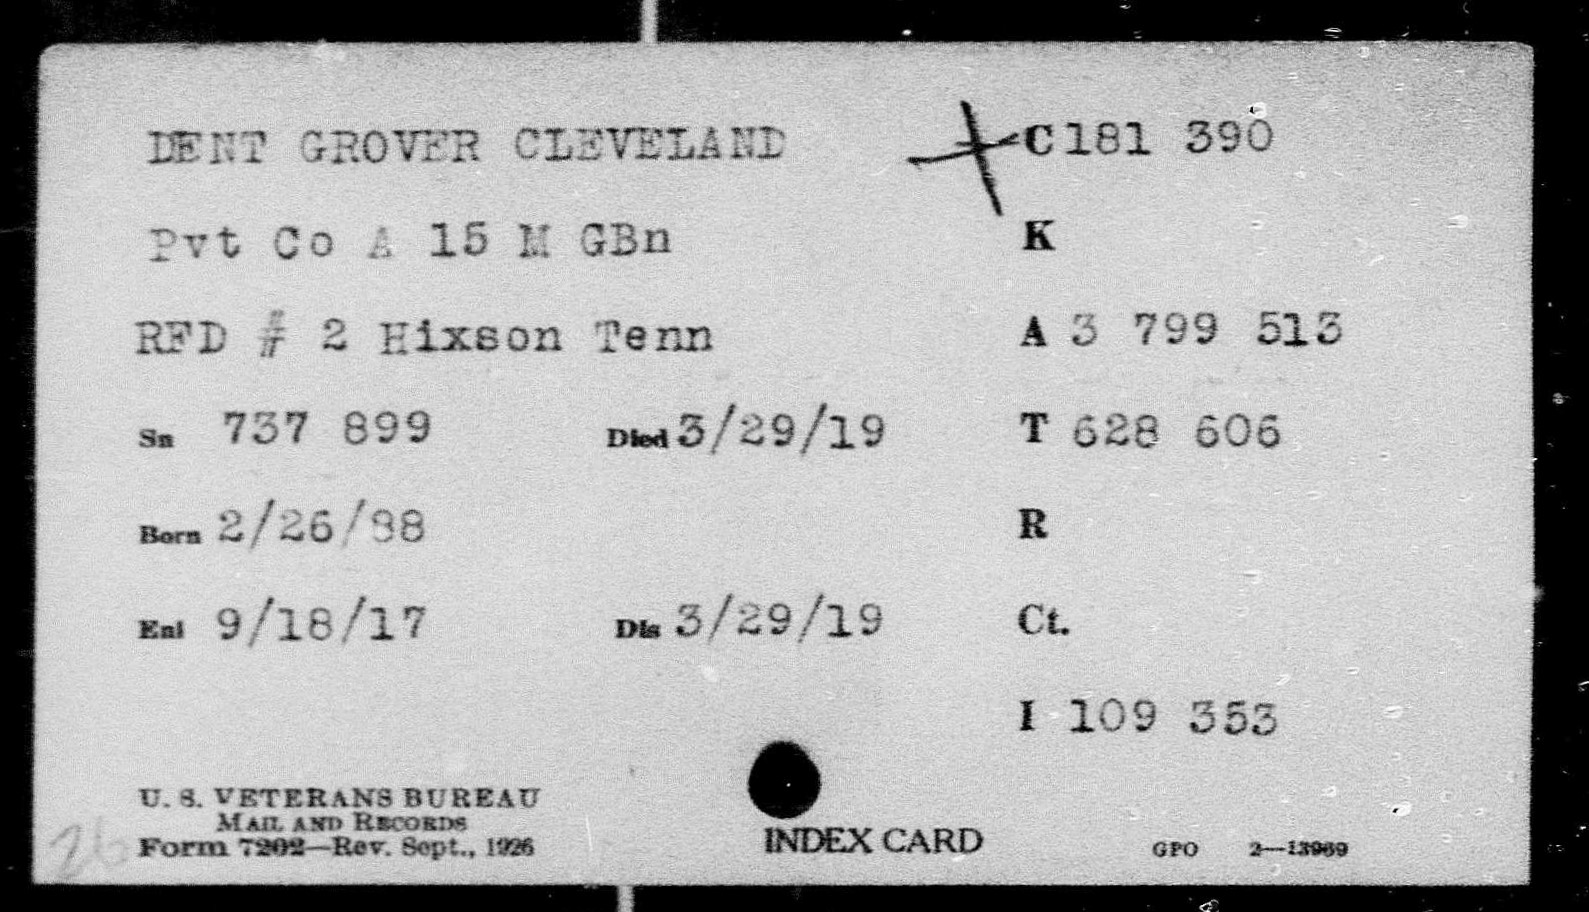 DENT GROVER CLEVELAND
C 181 390
Pvt Co A 15 M GBn
K
RFD # 2 Hixson Tenn
A 3 799 513
Sn 737 899
Died 3/29/19
T 628 606
Born 2/26/98
R
Enl 9/18/17
Dis 3/29/19
Ct.
I 109 353
U. S. VETERANS BUREAU
MAIL AND RECORDS
Form 7202—Rev. Sept., 1926
INDEX CARD
GPO 2—13969
26